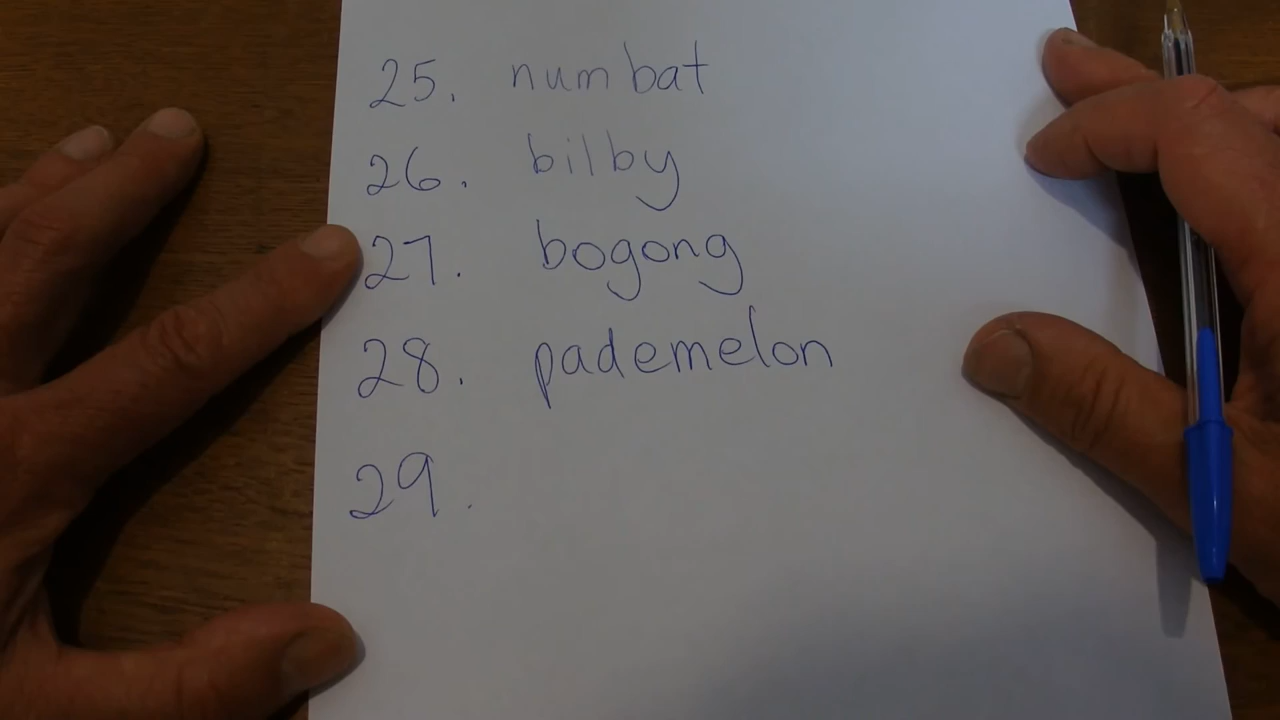 25. numbat
26. bilby
27. bogong
28. pademelon
29.